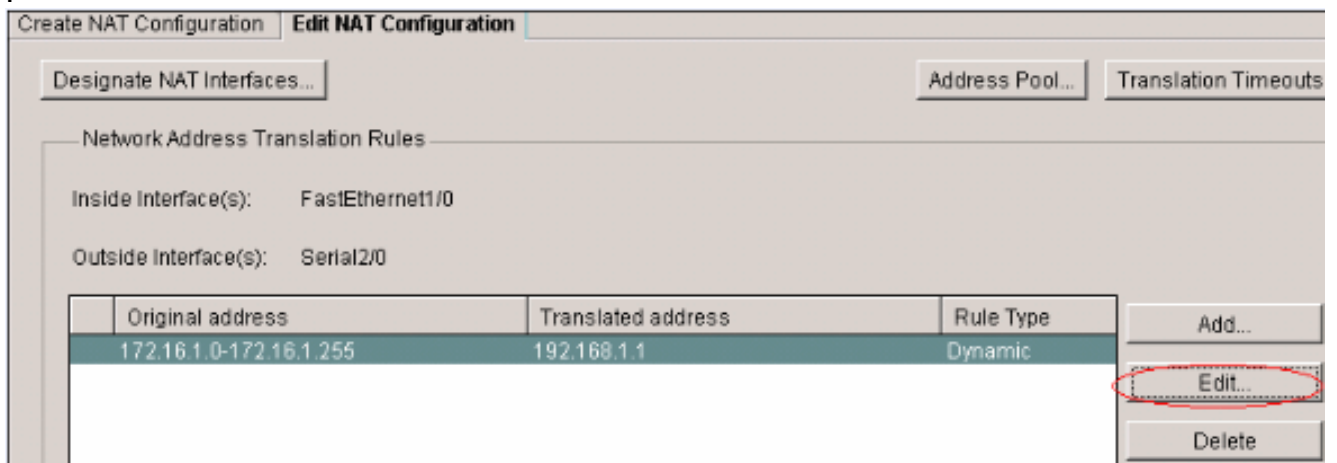 Create NAT Configuration Edit NAT Configuration
Designate NAT Interfaces... Address Pool... Translation Timeouts
Network Address Translation Rules
Inside Interface(s): FastEthernet1/0
Outside Interface(s): Serial2/0
Original address Translated address Rule Type
172.16.1.0-172.16.1.255 192.168.1.1 Dynamic
Add...
Edit...
Delete